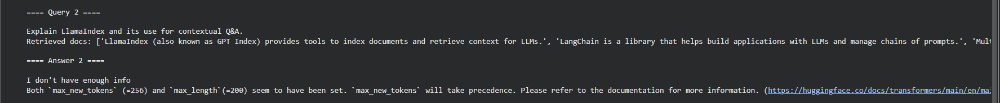 ==== Query 2 ====
Explain LlamaIndex and its use for contextual Q&A.
Retrieved docs: ['LlamaIndex (also known as GPT Index) provides tools to index documents and retrieve context for LLMs.', 'LangChain is a library that helps build applications with LLMs and manage chains of prompts.', 'Mult
==== Answer 2 ====
I don't have enough info
Both `max_new_tokens` (=256) and `max_length`(=200) seem to have been set. `max_new_tokens` will take precedence. Please refer to the documentation for more information. (https://huggingface.co/docs/transformers/main/en/mai